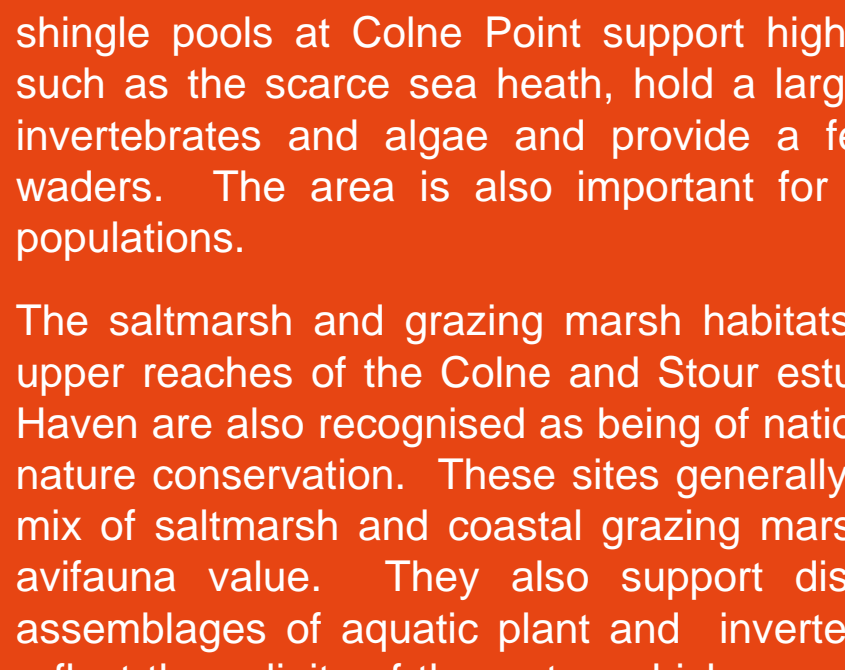 shingle pools at Colne Point support high
such as the scarce sea heath, hold a larg
invertebrates and algae and provide a fe
waders. The area is also important for
populations.
The saltmarsh and grazing marsh habitats
upper reaches of the Colne and Stour estu
Haven are also recognised as being of natio
nature conservation. These sites generally
mix of saltmarsh and coastal grazing mars
avifauna value. They also support dis
assemblages of aquatic plant and inverte